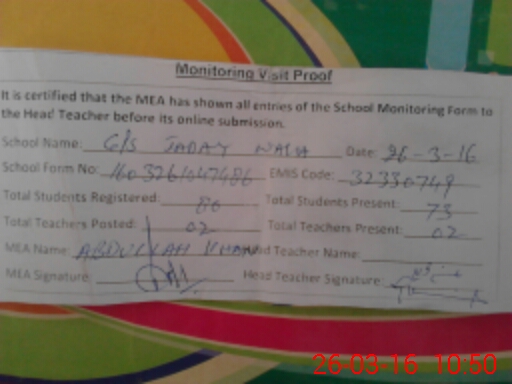 Monitoring Visit Proof
It is certified that the MEA has shown all entries of the School Monitoring Form to
the Head Teacher before its online submission.
School Name: G/S JADAY WALA Date: 26-3-16
School Form No: EMIS Code: 32330749
Total Students Registered: 80 Total Students Present: 73
Total Teachers Posted: 02 Total Teachers Present: 02
MEA Name: ABDULLAH KHAN Head Teacher Name:
MEA Signature: Head Teacher Signature:
26-03-16 10:50